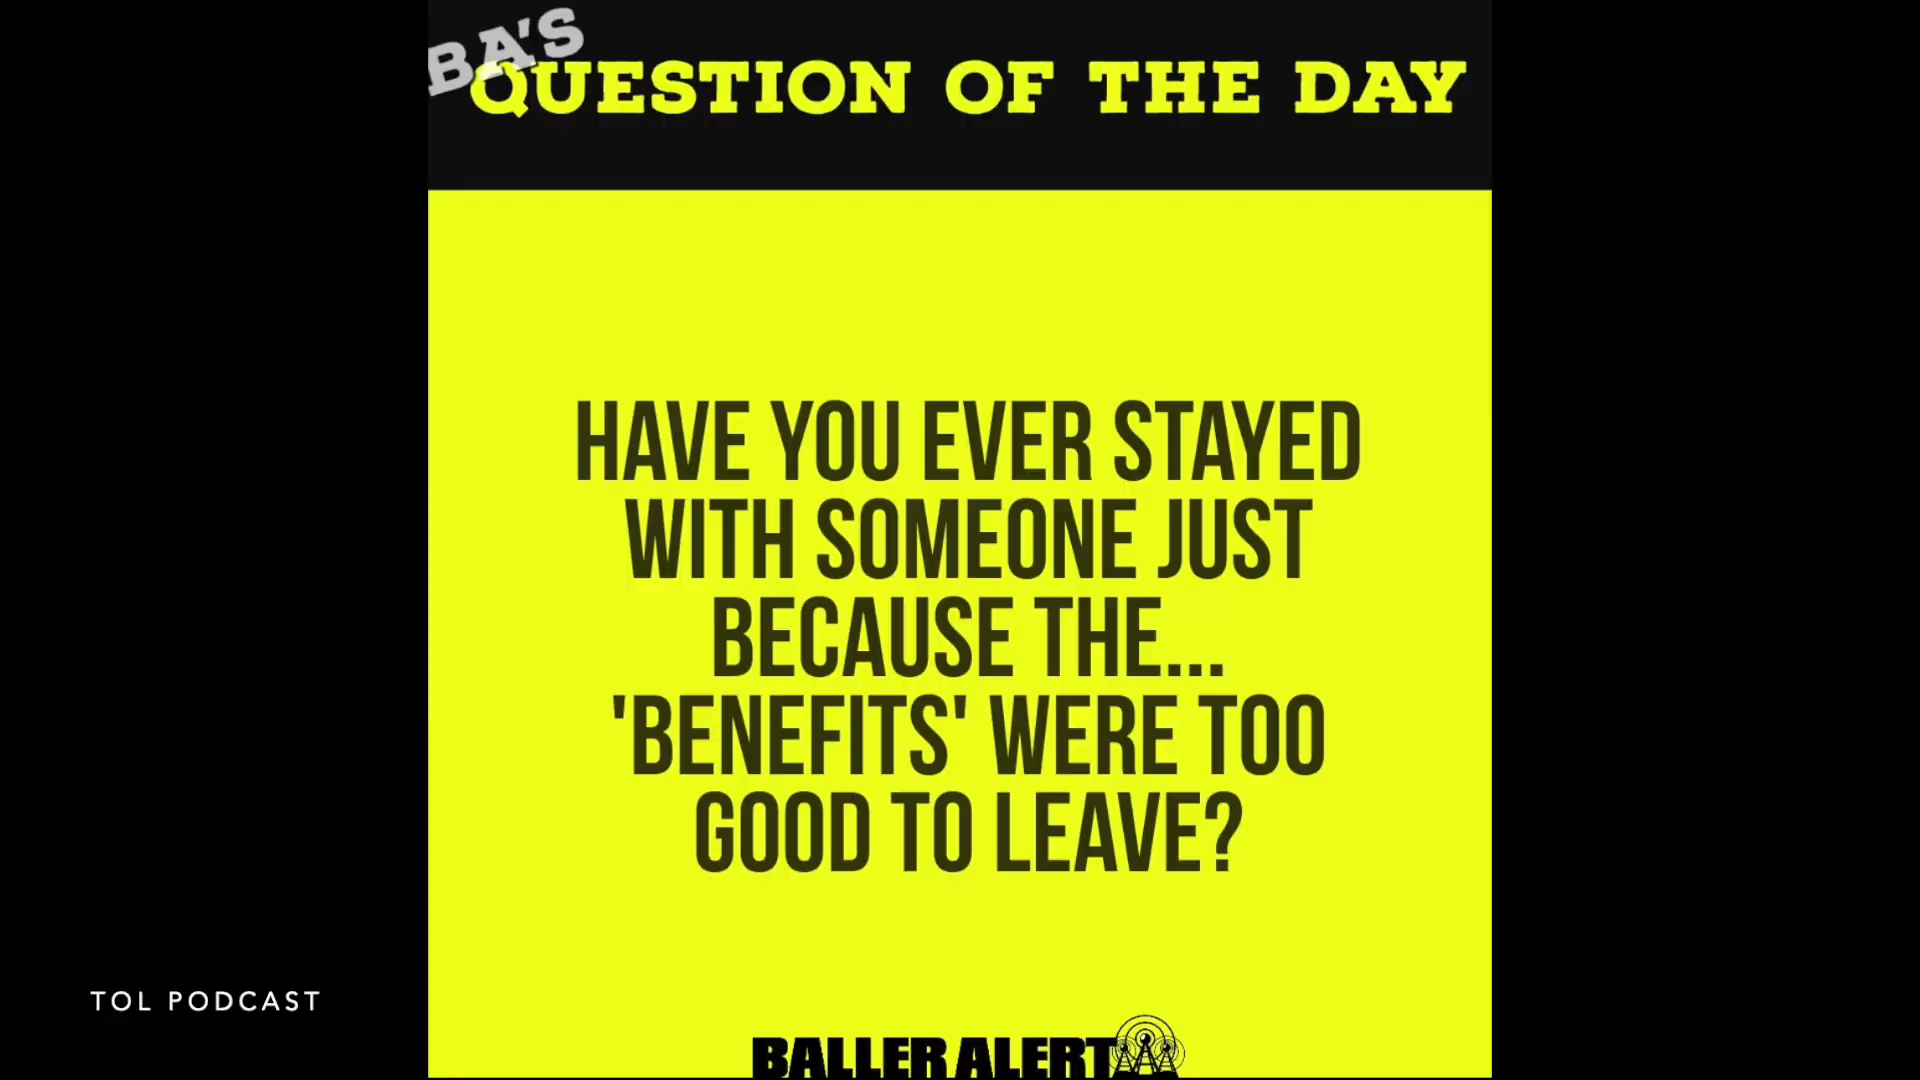 BA'S
QUESTION OF THE DAY
HAVE YOU EVER STAYED
WITH SOMEONE JUST
BECAUSE THE...
'BENEFITS' WERE TOO
GOOD TO LEAVE?
TOL PODCAST
BALLER ALERT